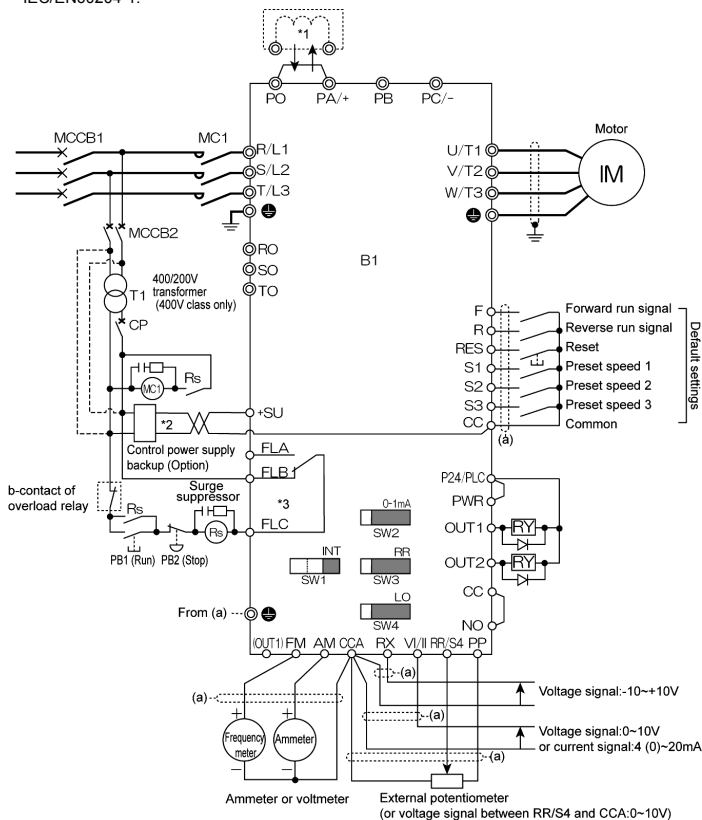 IEC/EN60204-1.
*1
PO PA/+ PB PC/-
MCCB1 MC1
R/L1
S/L2
T/L3
U/T1
V/T2
W/T3
Motor
IM
MCCB2
RO
SO
TO
B1
T1
400/200V
transformer
(400V class only)
CP
MC1
Rs
+SU
*2
Control power supply
backup (Option)
F
R
RES
S1
S2
S3
CC
Forward run signal
Reverse run signal
Reset
Preset speed 1
Preset speed 2
Preset speed 3
Common
Default settings
(a)
FLA
FLB
FLC
*3
b-contact of
overload relay
Surge
suppressor
Rs
Rs
PB1 (Run) PB2 (Stop)
P24/PLC
PWR
OUT1
RY
OUT2
RY
CC
NO
0-1mA
SW2
INT
SW1
RR
SW3
LO
SW4
From (a)
(OUT1) FM AM CCA RX VI/II RR/S4 PP
(a)
(a)
(a)
(a)
Voltage signal:-10~+10V
Voltage signal:0~10V
or current signal:4 (0)~20mA
+
Frequency
meter
−
+
Ammeter
−
Ammeter or voltmeter
External potentiometer
(or voltage signal between RR/S4 and CCA:0~10V)